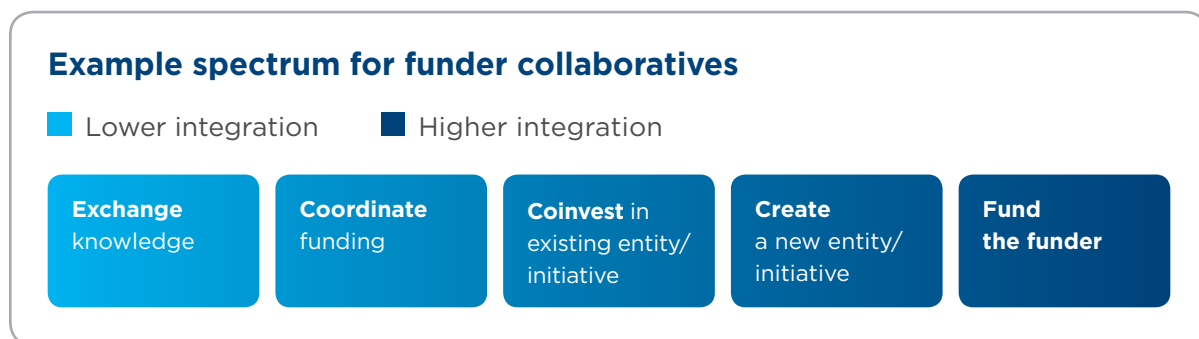 Example spectrum for funder collaboratives
Lower integration
Higher integration
Exchange
knowledge
Coordinate
funding
Coinvest in
existing entity/
initiative
Create
a new entity/
initiative
Fund
the funder